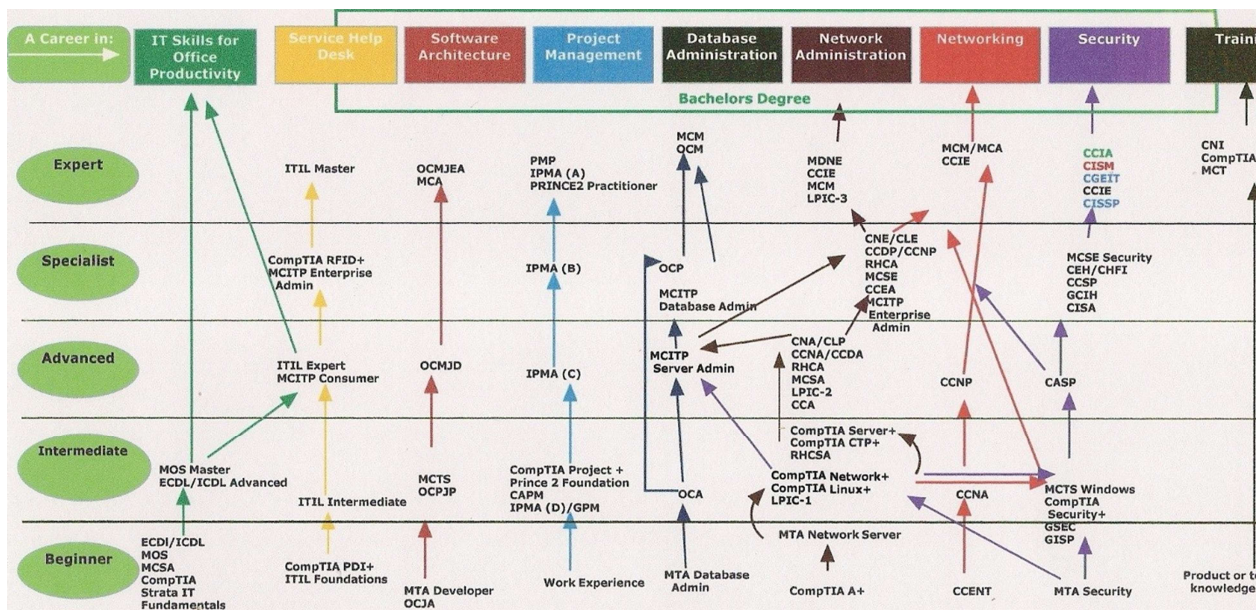 A Career in:
IT Skills for
Office
Productivity
Service Help
Desk
Software
Architecture
Project
Management
Database
Administration
Network
Administration
Networking
Security
Bachelors Degree
Expert
ITIL Master
OCMJEA
MCA
PMP
IPMA (A)
PRINCE2 Practitioner
MCM
OCM
MDNE
CCIE
MCM
LPIC-3
MCM/MCA
CCIE
CCIA
CISM
CGEIT
CCIE
CISSP
CNI
CompTIA
MCT
Specialist
CompTIA RFID+
MCITP Enterprise
Admin
IPMA (B)
OCP
MCITP
Database Admin
CNE/CLE
CCDP/CCNP
RHCA
MCSE
CCEA
MCITP
Enterprise
Admin
MCSE Security
CEH/CHFI
CCSP
GCIH
CISA
Advanced
ITIL Expert
MCITP Consumer
OCMJD
IPMA (C)
MCITP
Server Admin
CNA/CLP
CCNA/CCDA
RHCA
MCSA
LPIC-2
CCA
CCNP
CASP
Intermediate
MOS Master
ECDL/ICDL Advanced
ITIL Intermediate
MCTS
OCPJP
CompTIA Project +
Prince 2 Foundation
CAPM
IPMA (D)/GPM
OCA
CompTIA Server+
CompTIA CTP+
RHCSA
CompTIA Network+
CompTIA Linux+
LPIC-1
CCNA
MCTS Windows
CompTIA
Security+
GSEC
GISP
Beginner
ECDI/ICDL
MOS
MCSA
CompTIA
Strata IT
Fundamentals
CompTIA PDI+
ITIL Foundations
MTA Developer
OCJA
Work Experience
MTA Database
Admin
MTA Network Server
CompTIA A+
CCENT
MTA Security
Product or
knowledge